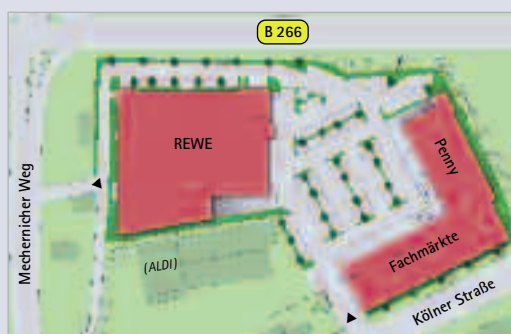 B 266
REWE
Penny
Mechernicher Weg
(ALDI)
Fachmärkte
Kölner Straße